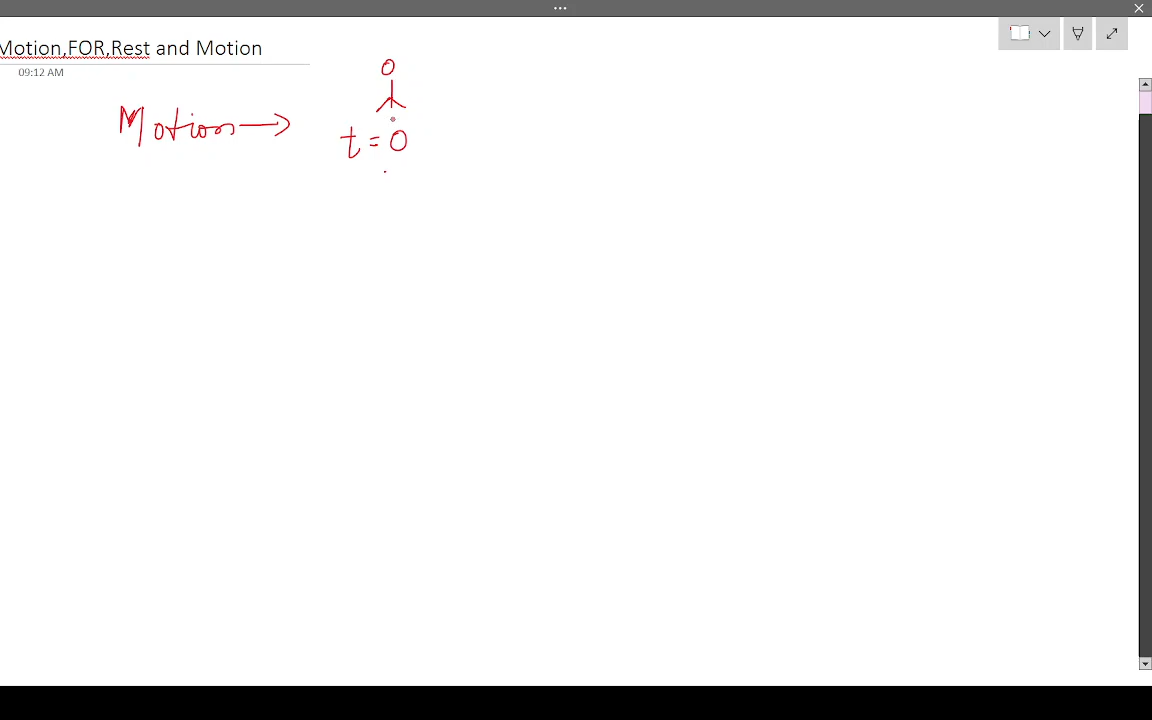 Motion,FOR,Rest and Motion
09:12 AM
Motion →
t = 0